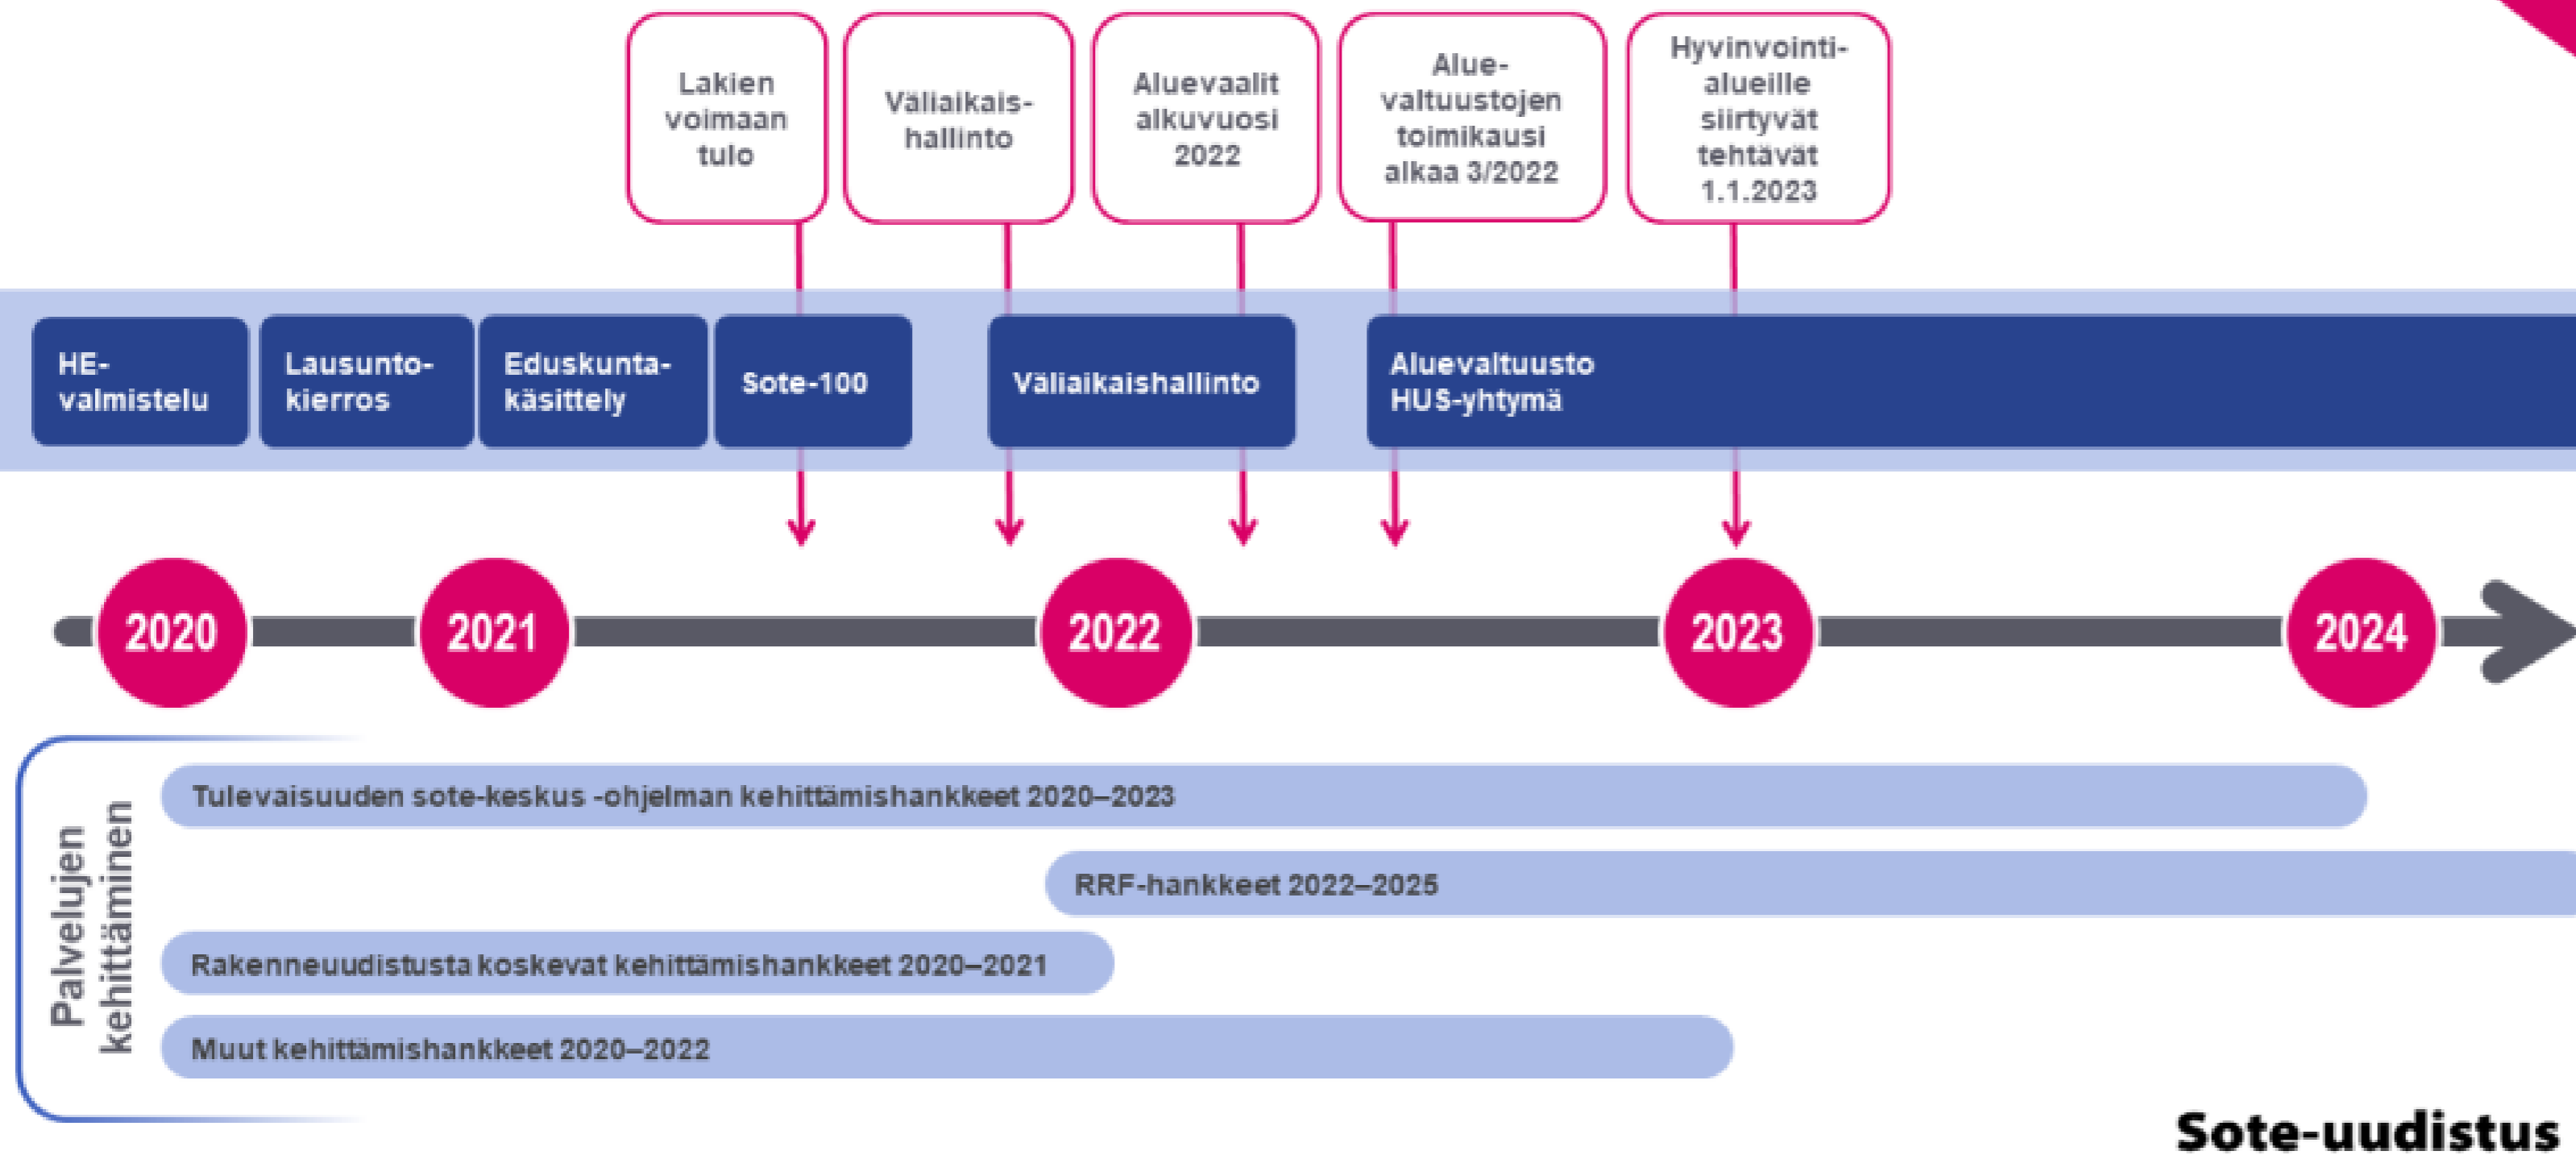 Lakien
voimaan
tulo
Väliaikais-
hallinto
Aluevaalit
alkuvuosi
2022
Alue-
valtuustojen
toimikausi
alkaa 3/2022
Hyvinvointi-
alueille
siirtyvät
tehtävät
1.1.2023
HE-
valmistelu
Lausunto-
kierros
Eduskunta-
käsittely
Sote-100
Väliaikaishallinto
Aluevaltuusto
HUS-yhtymä
2020
2021
2022
2023
2024
Palvelujen
kehittäminen
Tulevaisuuden sote-keskus -ohjelman kehittämishankkeet 2020–2023
RRF-hankkeet 2022–2025
Rakenneuudistusta koskevat kehittämishankkeet 2020–2021
Muut kehittämishankkeet 2020–2022
Sote-uudistus